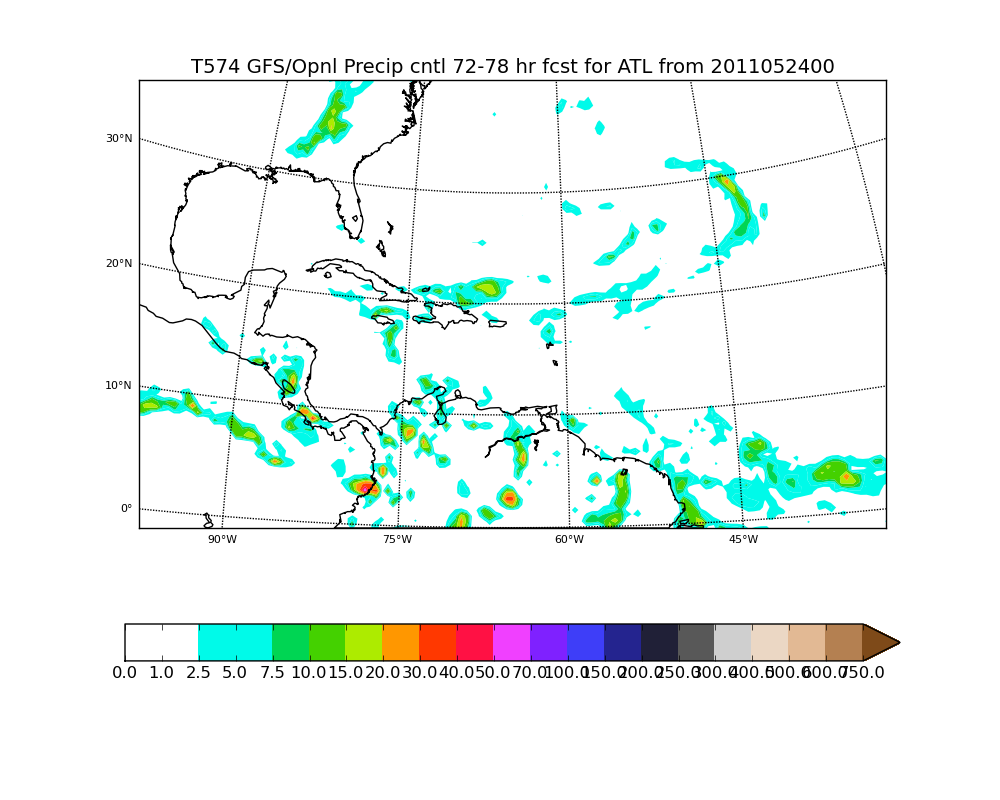 T574 GFS/Opnl Precip cntl 72-78 hr fcst for ATL from 2011052400
30°N
20°N
10°N
0°
90°W 75°W 60°W 45°W
0.0 1.0 2.5 5.0 7.5 10.0 15.0 20.0 30.0 40.0 50.0 70.0 100.0 150.0 200.0 250.0 300.0 400.0 500.0 600.0 750.0